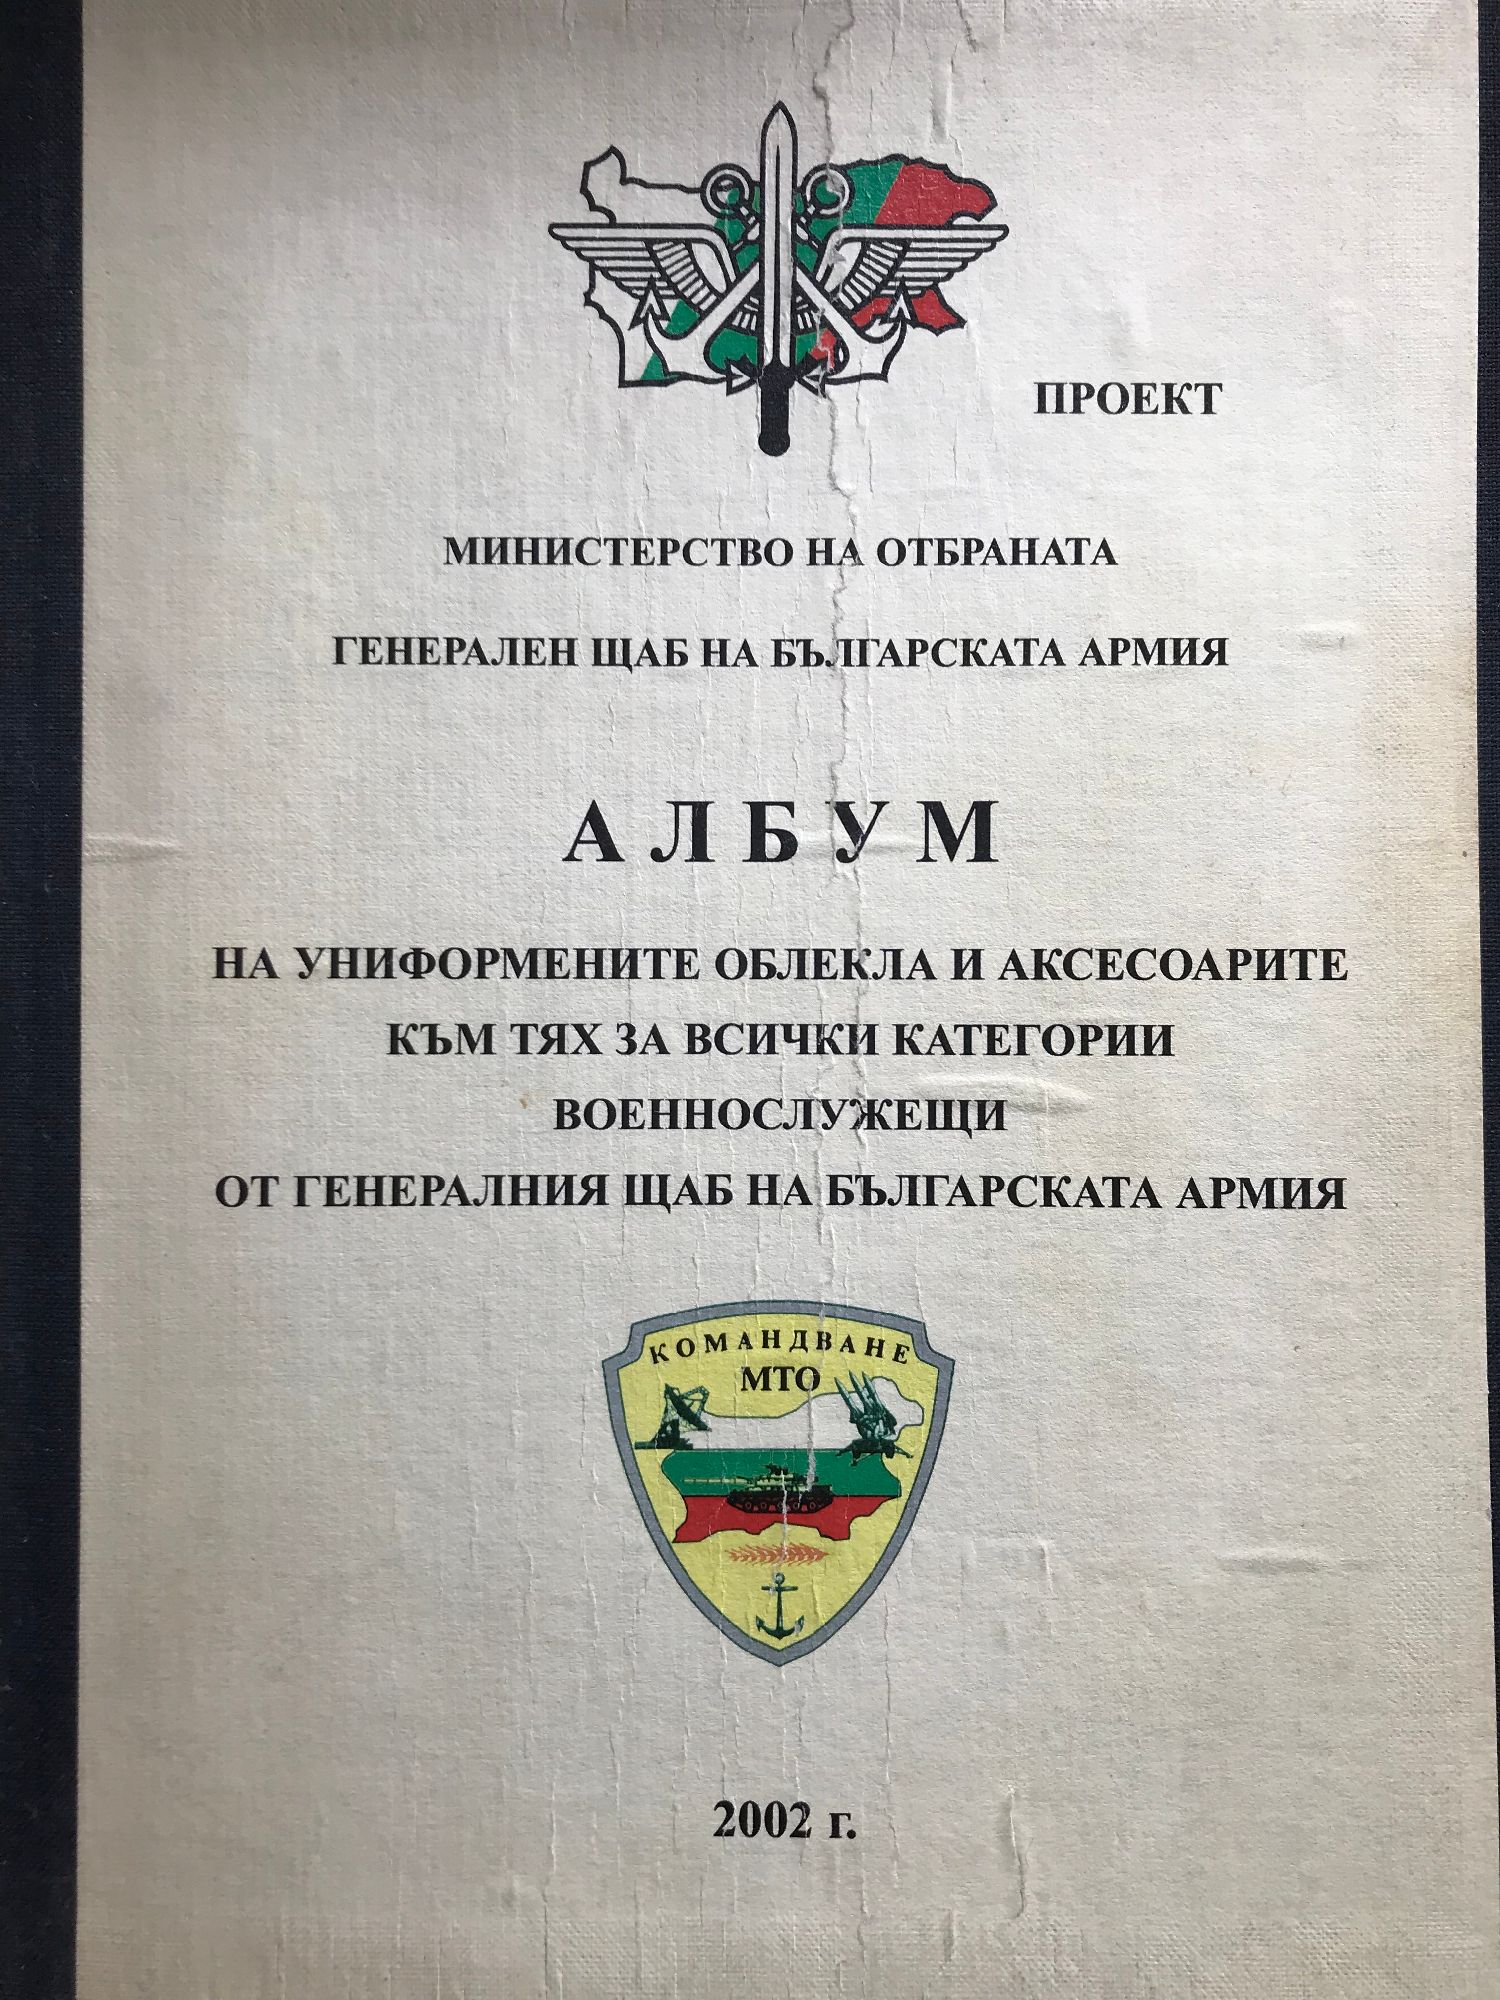 ПРОЕКТ
МИНИСТЕРСТВО НА ОТБРАНАТА
ГЕНЕРАЛЕН ЩАБ НА БЪЛГАРСКАТА АРМИЯ
АЛБУМ
НА УНИФОРМЕНИТЕ ОБЛЕКЛА И АКСЕСОАРИТЕ
КЪМ ТЯХ ЗА ВСИЧКИ КАТЕГОРИИ
ВОЕННОСЛУЖЕЩИ
ОТ ГЕНЕРАЛНИЯ ЩАБ НА БЪЛГАРСКАТА АРМИЯ
КОМАНДВАНЕ
МТО
2002 г.